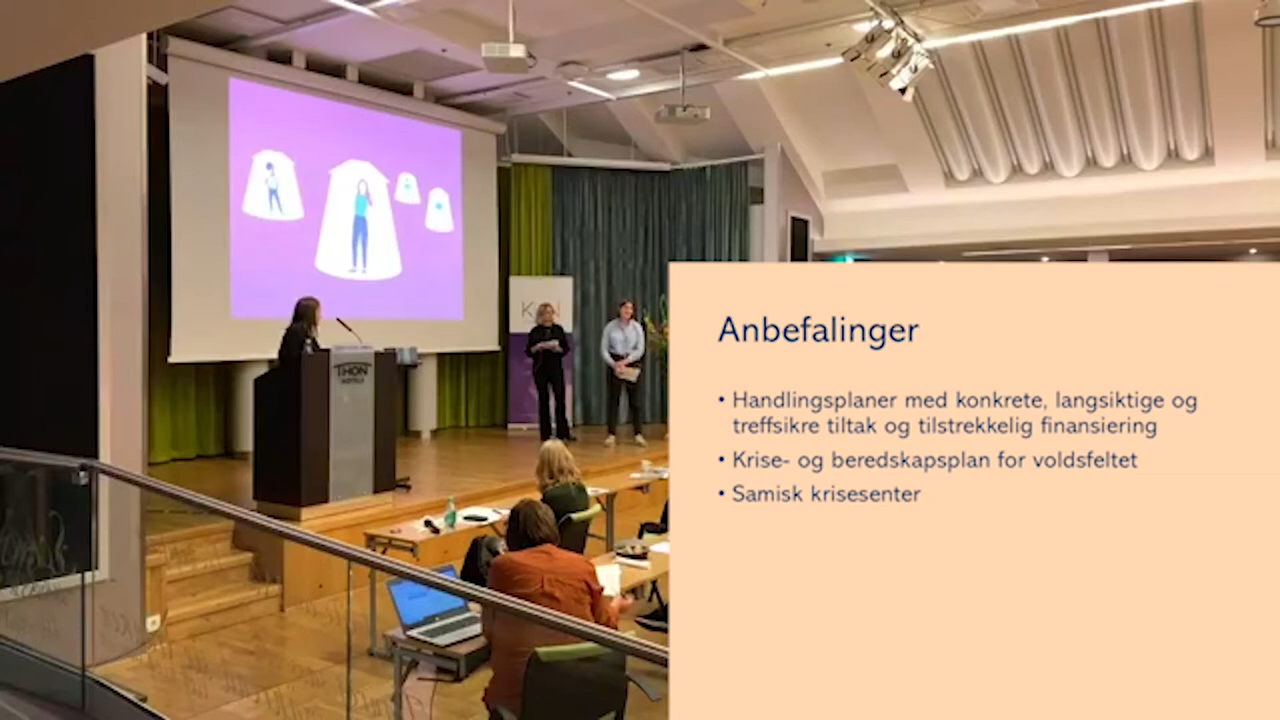 THON
HOTELS
Anbefalinger
• Handlingsplaner med konkrete, langsiktige og
treffsikre tiltak og tilstrekkelig finansiering
• Krise- og beredskapsplan for voldsfeltet
• Samisk krisesenter